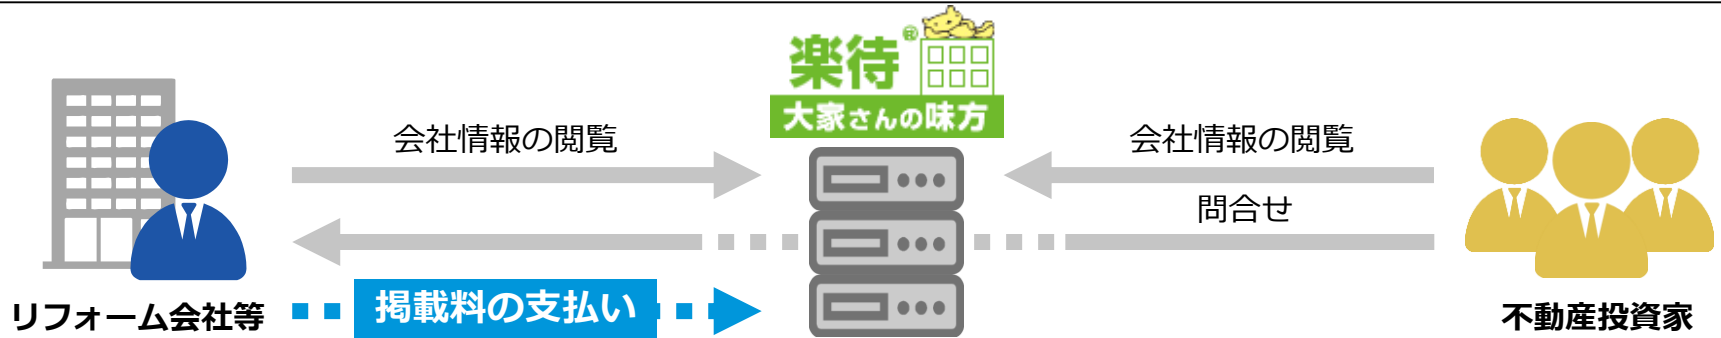 楽待®
大家さんの味方
会社情報の閲覧
会社情報の閲覧
問合せ
掲載料の支払い
リフォーム会社等
不動産投資家